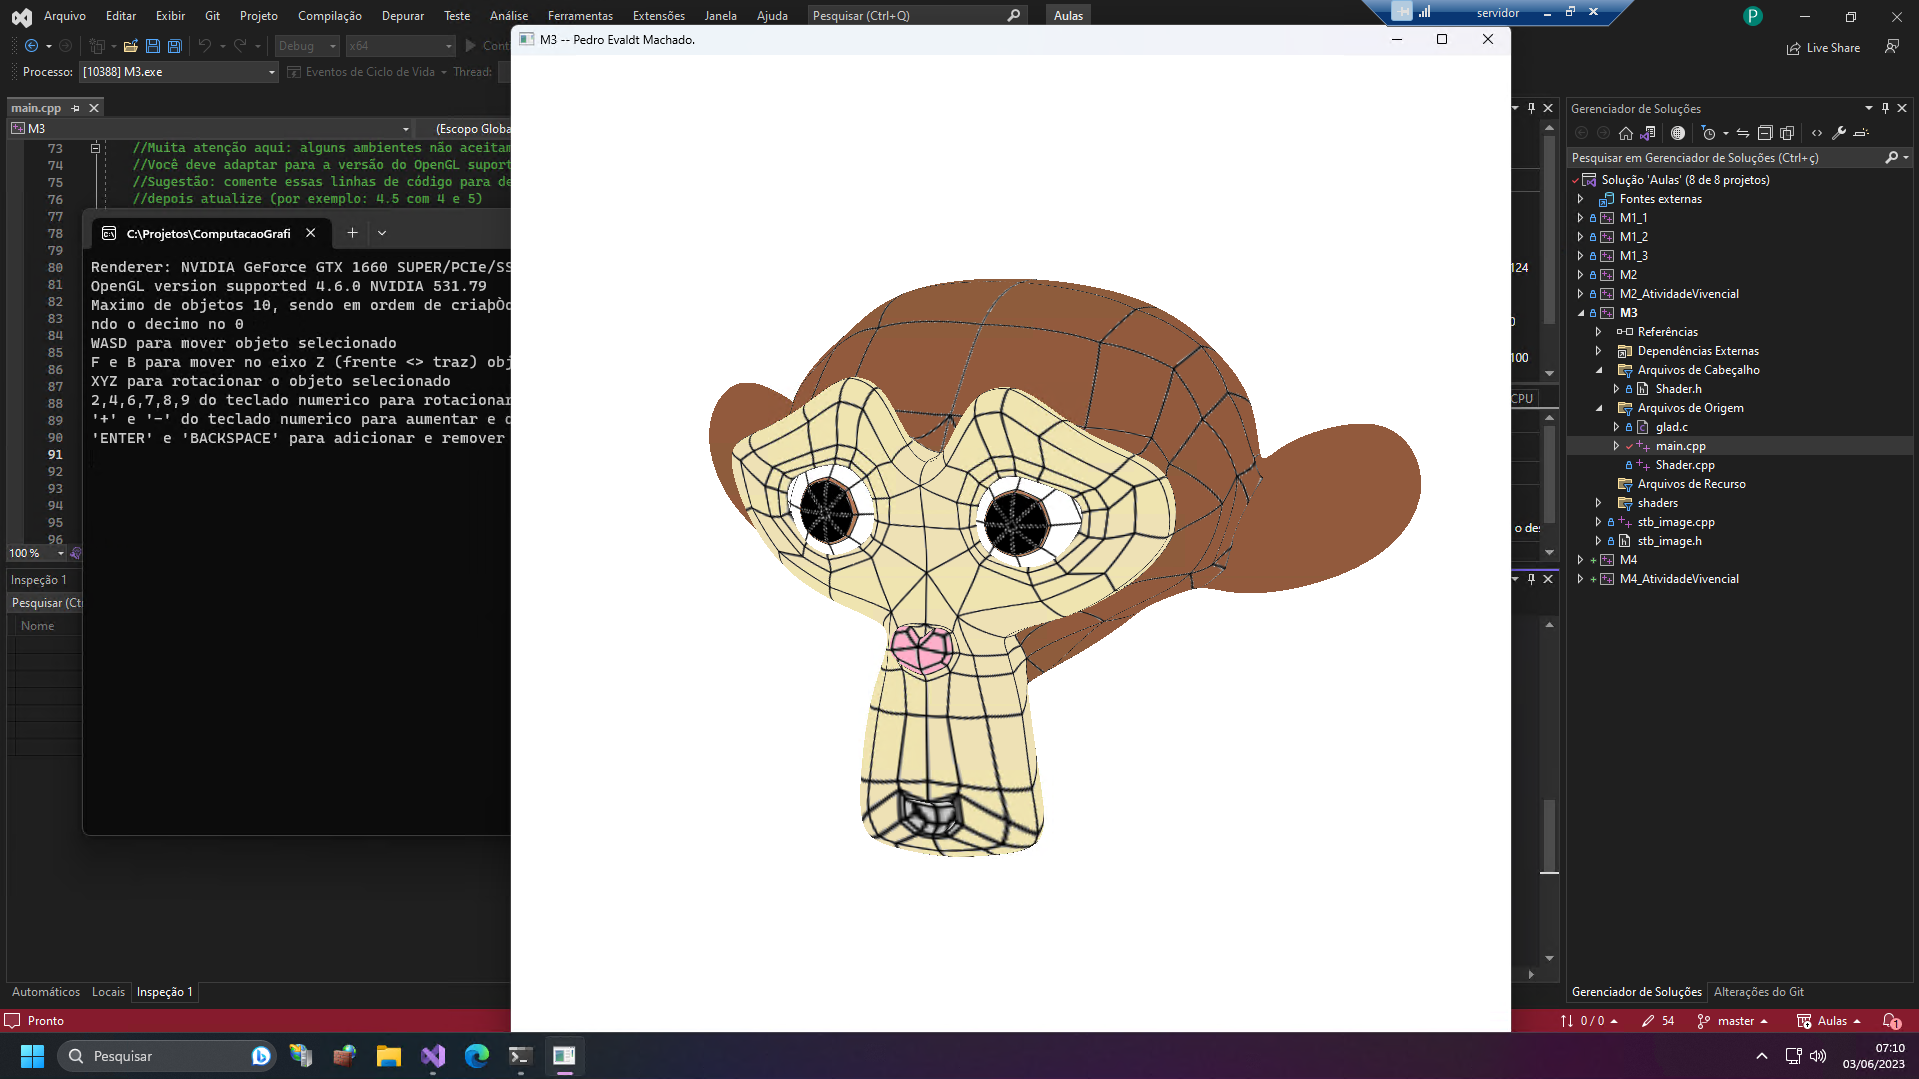 Arquivo Editar Exibir Git Projeto Compilação Depurar Teste Análise Ferramentas Extensões Janela Ajuda Pesquisar (Ctrl+Q) Aulas
servidor
P
Debug x64
Live Share
Processo: [10388] M3.exe Eventos de Ciclo de Vida Thread:
M3 -- Pedro Evaldt Machado.
main.cpp
M3 (Escopo Globa
73 //Muita atenção aqui: alguns ambientes não aceitam
74 //Você deve adaptar para a versão do OpenGL suport
75 //Sugestão: comente essas linhas de código para de
76 //depois atualize (por exemplo: 4.5 com 4 e 5)
77
78
79
80
81
82
83
84
85
86
87
88
89
90
91
92
93
94
95
96
100 %
C:\Projetos\ComputacaoGrafi
Renderer: NVIDIA GeForce GTX 1660 SUPER/PCIe/SS
OpenGL version supported 4.6.0 NVIDIA 531.79
Maximo de objetos 10, sendo em ordem de criaþÒo
ndo o decimo no 0
WASD para mover objeto selecionado
F e B para mover no eixo Z (frente <> traz) obj
XYZ para rotacionar o objeto selecionado
2,4,6,7,8,9 do teclado numerico para rotacionar
'+' e '-' do teclado numerico para aumentar e d
'ENTER' e 'BACKSPACE' para adicionar e remover
Inspeção 1
Pesquisar (Ct
Nome
Automáticos Locais Inspeção 1
124
0
100
CPU
o des
Gerenciador de Soluções
Pesquisar em Gerenciador de Soluções (Ctrl+ç)
Solução 'Aulas' (8 de 8 projetos)
Fontes externas
M1_1
M1_2
M1_3
M2
M2_AtividadeVivencial
M3
Referências
Dependências Externas
Arquivos de Cabeçalho
Shader.h
Arquivos de Origem
glad.c
main.cpp
Shader.cpp
Arquivos de Recurso
shaders
stb_image.cpp
stb_image.h
M4
M4_AtividadeVivencial
Gerenciador de Soluções Alterações do Git
Pronto
0 / 0 54 master Aulas 1
Pesquisar
07:10
03/06/2023